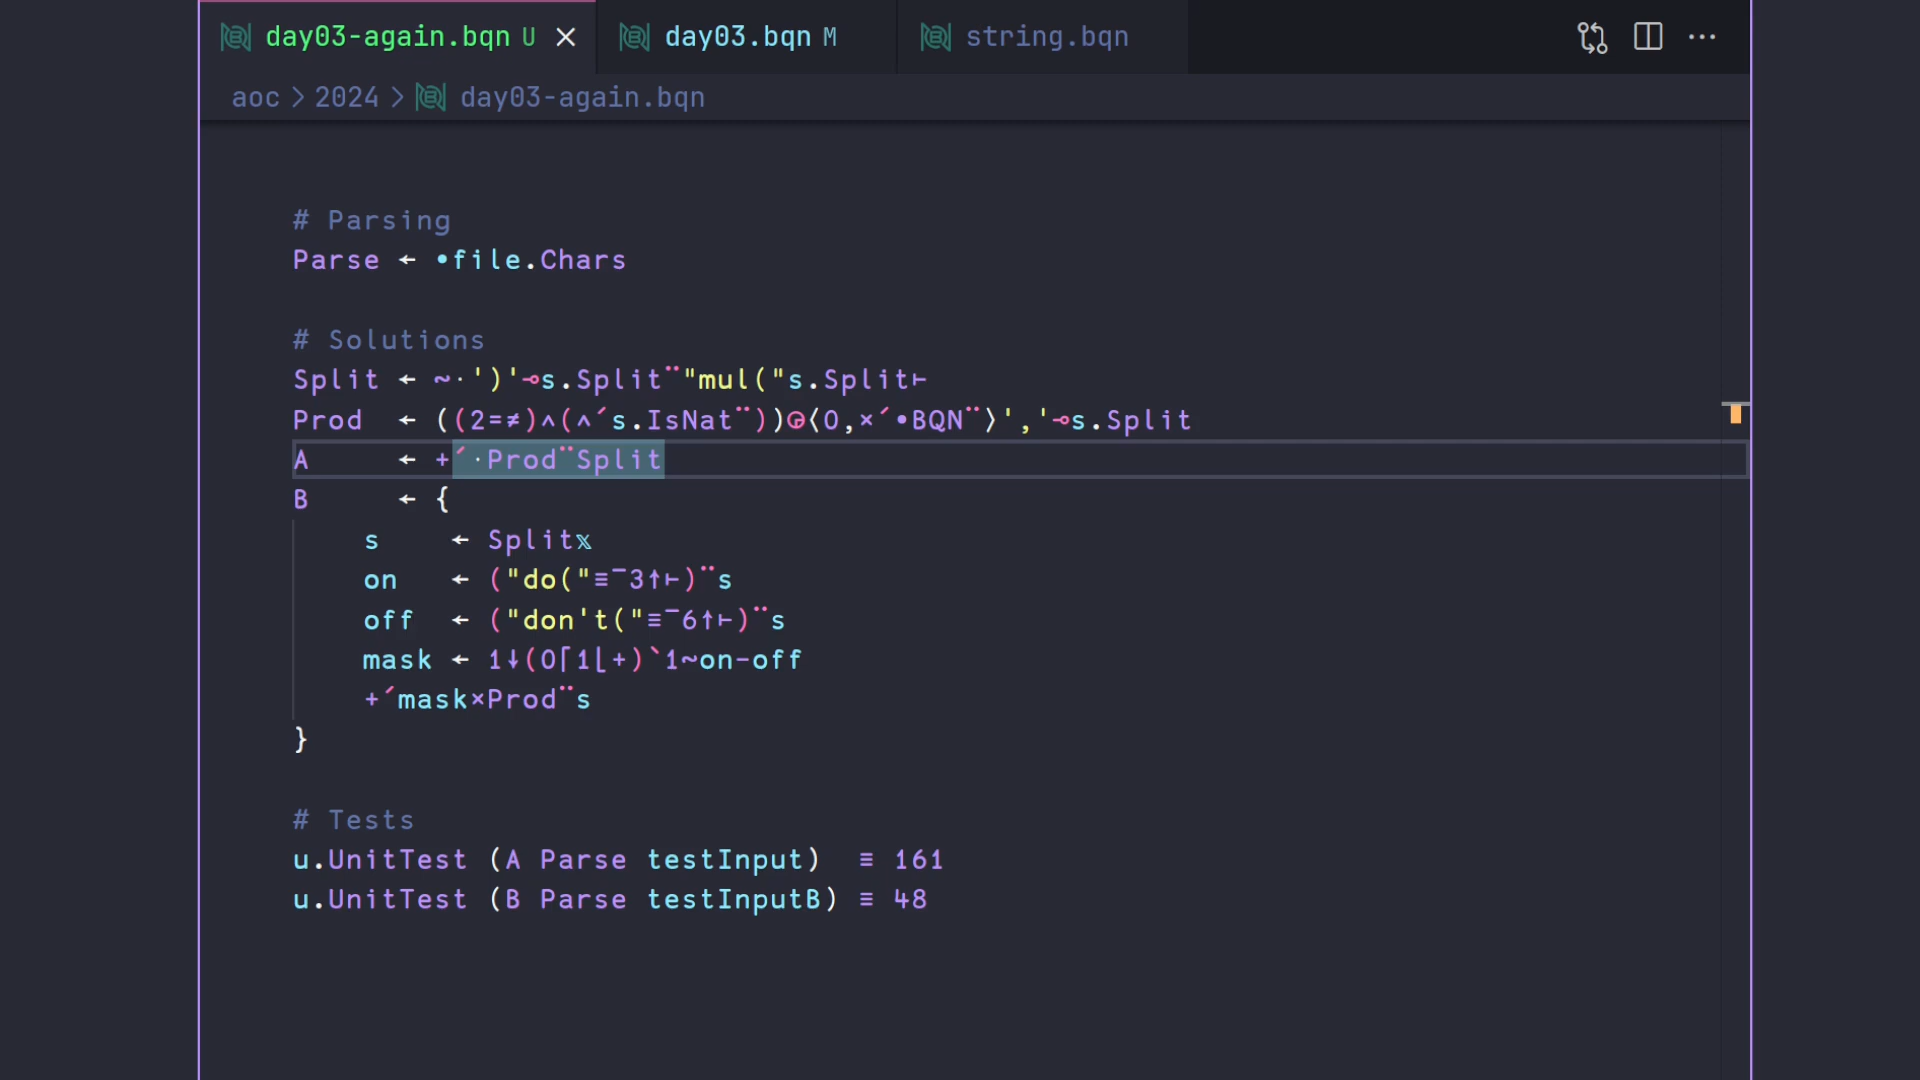 day03-again.bqn U day03.bqn M string.bqn
aoc > 2024 > day03-again.bqn
# Parsing
Parse ← •file.Chars
# Solutions
Split ← ∾·')'⊸s.Split¨"mul("s.Split⊢
Prod  ← ((2=≠)∧(∧´s.IsNat¨))◶⟨0,×´•BQN¨⟩','⊸s.Split
A     ← +´·Prod¨Split
B     ← {
    s    ← Split𝕩
    on   ← ("do("≡¯3↑⊢)¨s
    off  ← ("don't("≡¯6↑⊢)¨s
    mask ← 1↓(0⌈1⌊+)`1∾on-off
    +´mask×Prod¨s
}
# Tests
u.UnitTest (A Parse testInput)  ≡ 161
u.UnitTest (B Parse testInputB) ≡ 48